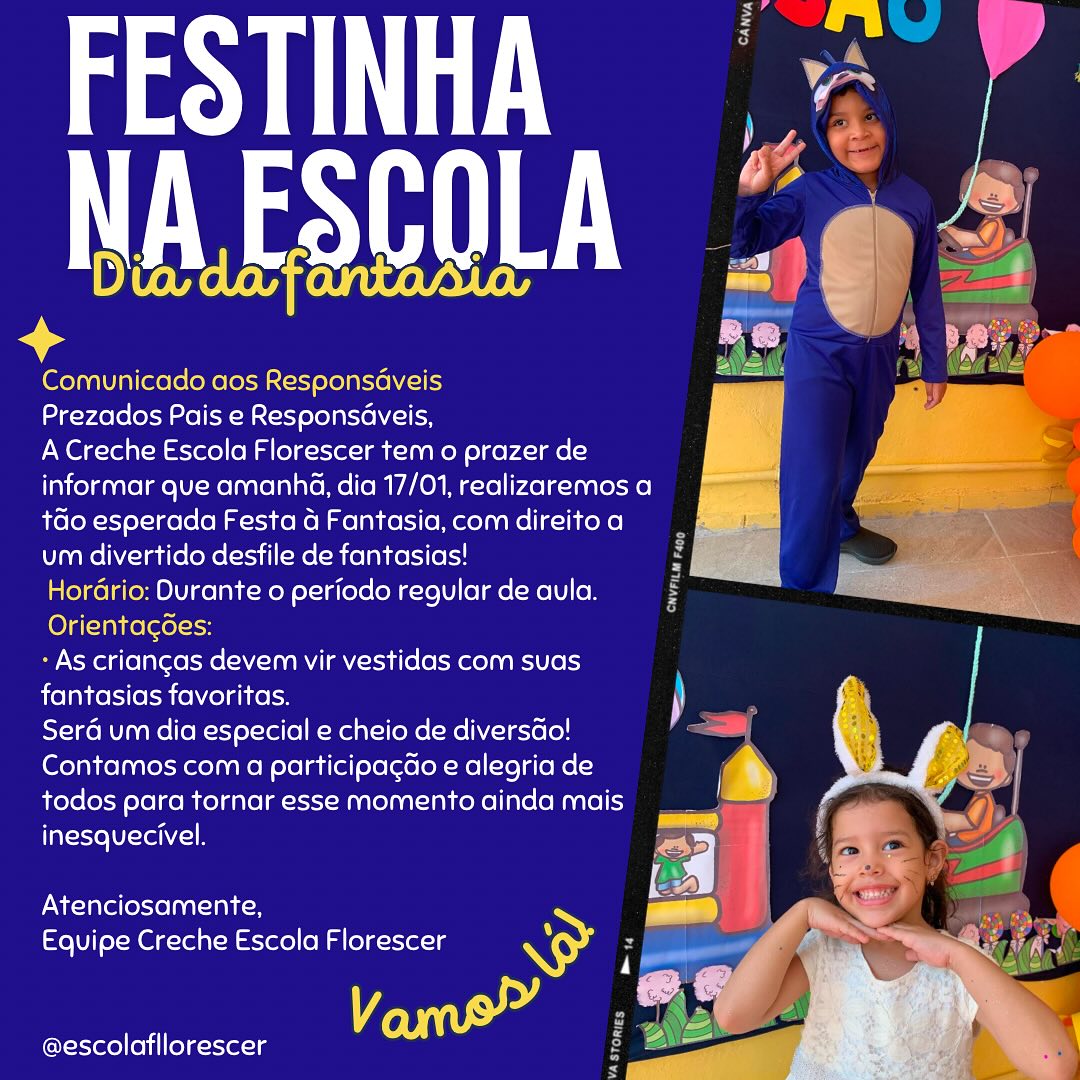 FESTINHA
NA ESCOLA
Dia da fantasia
Comunicado aos Responsáveis
Prezados Pais e Responsáveis,
A Creche Escola Florescer tem o prazer de
informar que amanhã, dia 17/01, realizaremos a
tão esperada Festa à Fantasia, com direito a
um divertido desfile de fantasias!
Horário: Durante o período regular de aula.
Orientações:
• As crianças devem vir vestidas com suas
fantasias favoritas.
Será um dia especial e cheio de diversão!
Contamos com a participação e alegria de
todos para tornar esse momento ainda mais
inesquecível.
Atenciosamente,
Equipe Creche Escola Florescer
Vamos lá!
@escolafllorescer
CANVA
CNVFILM F400
14
VA STORIES